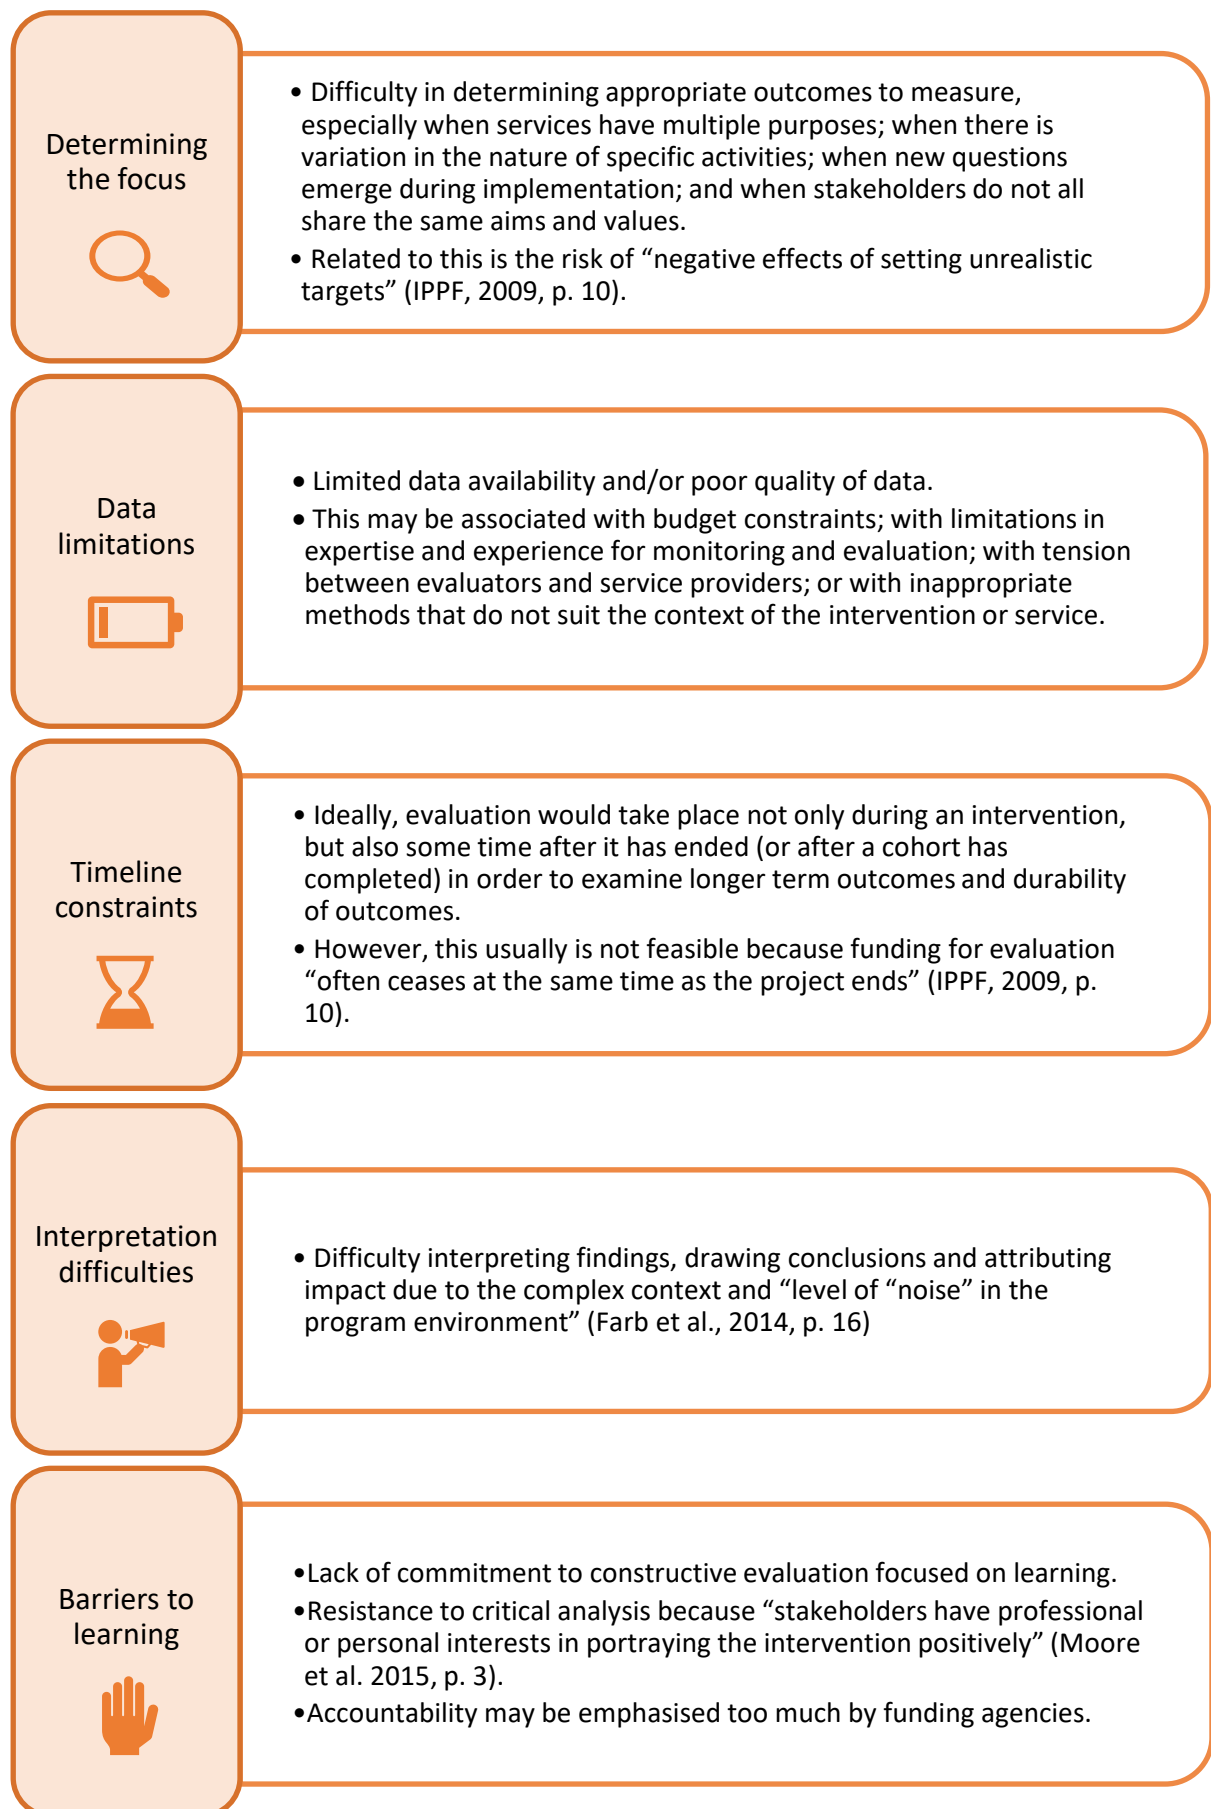 Determining
the focus
• Difficulty in determining appropriate outcomes to measure,
especially when services have multiple purposes; when there is
variation in the nature of specific activities; when new questions
emerge during implementation; and when stakeholders do not all
share the same aims and values.
• Related to this is the risk of “negative effects of setting unrealistic
targets” (IPPF, 2009, p. 10).
Data
limitations
• Limited data availability and/or poor quality of data.
• This may be associated with budget constraints; with limitations in
expertise and experience for monitoring and evaluation; with tension
between evaluators and service providers; or with inappropriate
methods that do not suit the context of the intervention or service.
Timeline
constraints
• Ideally, evaluation would take place not only during an intervention,
but also some time after it has ended (or after a cohort has
completed) in order to examine longer term outcomes and durability
of outcomes.
• However, this usually is not feasible because funding for evaluation
“often ceases at the same time as the project ends” (IPPF, 2009, p.
10).
Interpretation
difficulties
• Difficulty interpreting findings, drawing conclusions and attributing
impact due to the complex context and “level of “noise” in the
program environment” (Farb et al., 2014, p. 16)
Barriers to
learning
•Lack of commitment to constructive evaluation focused on learning.
•Resistance to critical analysis because “stakeholders have professional
or personal interests in portraying the intervention positively” (Moore
et al. 2015, p. 3).
•Accountability may be emphasised too much by funding agencies.